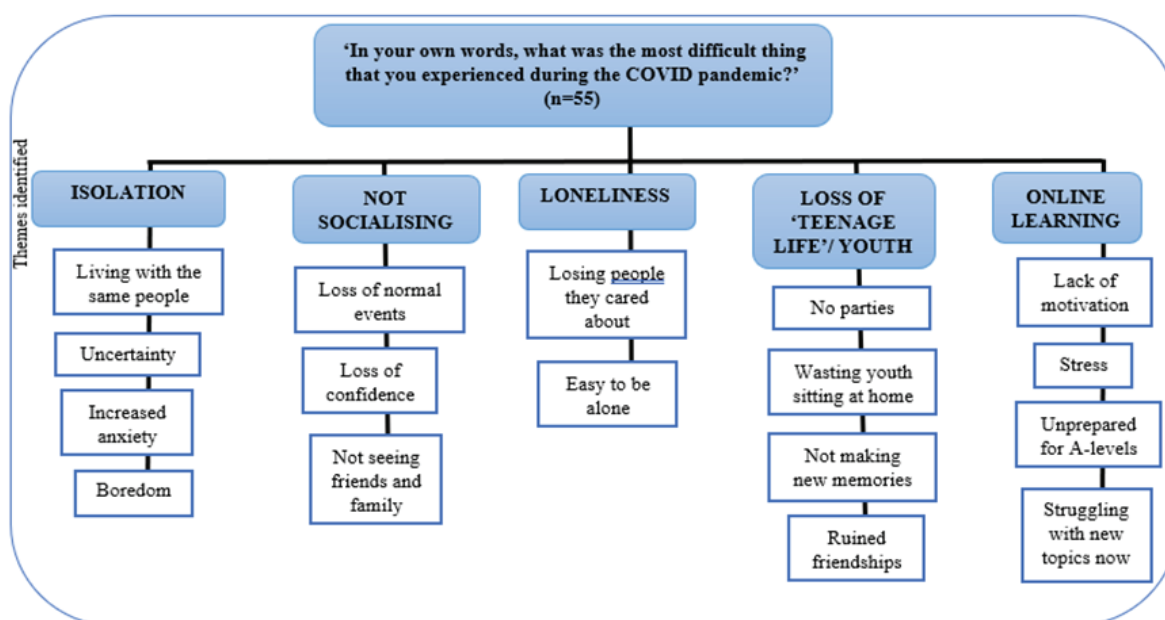 'In your own words, what was the most difficult thing
that you experienced during the COVID pandemic?'
(n=55)
Themes identified
ISOLATION
Living with the
same people
Uncertainty
Increased
anxiety
Boredom
NOT
SOCIALISING
Loss of normal
events
Loss of
confidence
Not seeing
friends and
family
LONELINESS
Losing people
they cared
about
Easy to be
alone
LOSS OF
'TEENAGE
LIFE'/ YOUTH
No parties
Wasting youth
sitting at home
Not making
new memories
Ruined
friendships
ONLINE
LEARNING
Lack of
motivation
Stress
Unprepared
for A-levels
Struggling
with new
topics now